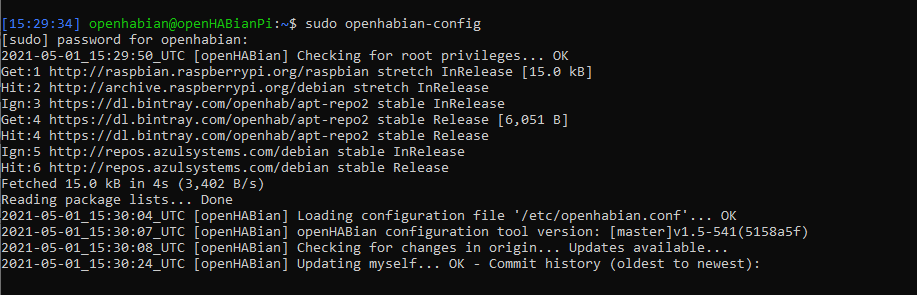 [15:29:34] openhabian@openHABianPi:~$ sudo openhabian-config
[sudo] password for openhabian:
2021-05-01_15:29:50_UTC [openHABian] Checking for root privileges... OK
Get:1 http://raspbian.raspberrypi.org/raspbian stretch InRelease [15.0 kB]
Hit:2 http://archive.raspberrypi.org/debian stretch InRelease
Ign:3 https://dl.bintray.com/openhab/apt-repo2 stable InRelease
Get:4 https://dl.bintray.com/openhab/apt-repo2 stable Release [6,051 B]
Hit:4 https://dl.bintray.com/openhab/apt-repo2 stable Release
Ign:5 http://repos.azulsystems.com/debian stable InRelease
Hit:6 http://repos.azulsystems.com/debian stable Release
Fetched 15.0 kB in 4s (3,402 B/s)
Reading package lists... Done
2021-05-01_15:30:04_UTC [openHABian] Loading configuration file '/etc/openhabian.conf'... OK
2021-05-01_15:30:07_UTC [openHABian] openHABian configuration tool version: [master]v1.5-541(5158a5f)
2021-05-01_15:30:08_UTC [openHABian] Checking for changes in origin... Updates available...
2021-05-01_15:30:24_UTC [openHABian] Updating myself... OK - Commit history (oldest to newest):